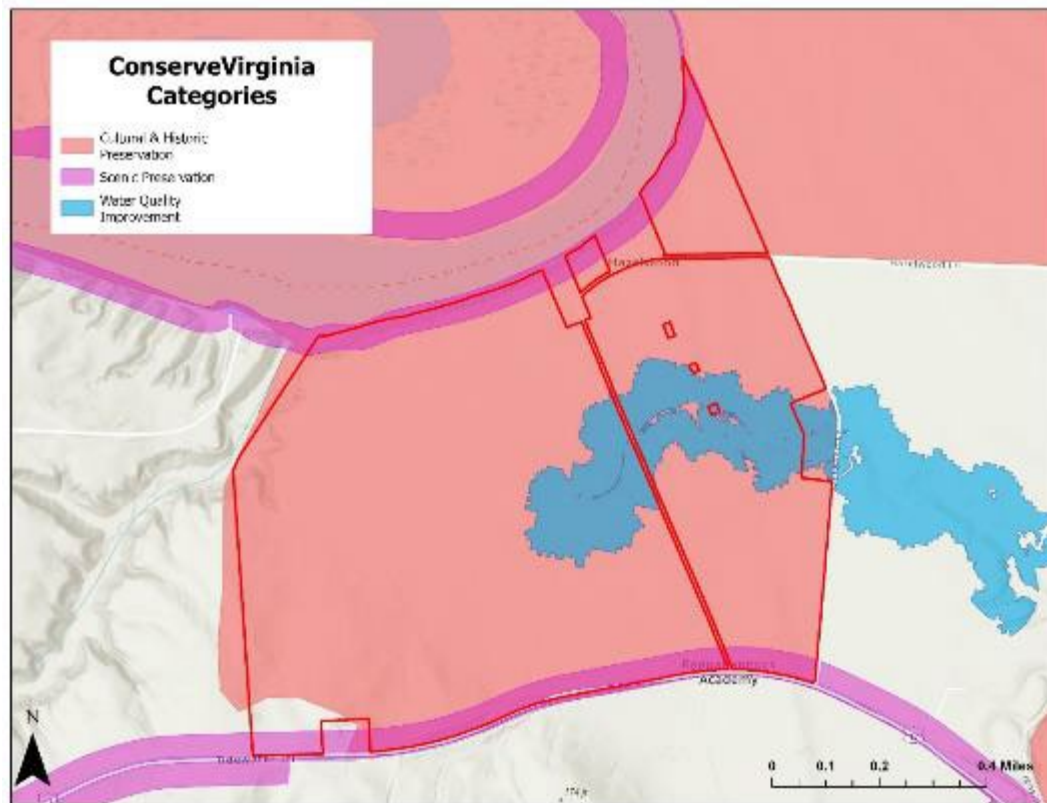 ConserveVirginia
Categories
Cultural & Historic
Preservation
Scenic Preservation
Water Quality
Improvement
Hazelwood
Academy
N
0 0.1 0.2 0.4 Miles